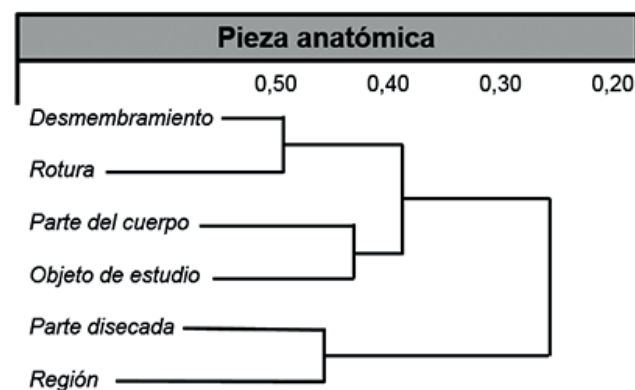 Pieza anatómica
0,50 0,40 0,30 0,20
Desmembramiento
Rotura
Parte del cuerpo
Objeto de estudio
Parte disecada
Región